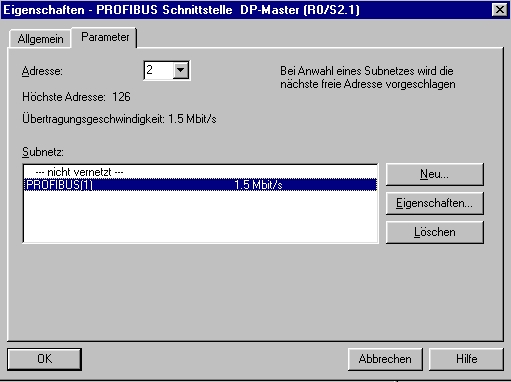 Eigenschaften - PROFIBUS Schnittstelle DP-Master (R0/S2.1)
Allgemein Parameter
Adresse: 2
Bei Anwahl eines Subnetzes wird die
nächste freie Adresse vorgeschlagen
Höchste Adresse: 126
Übertragungsgeschwindigkeit: 1.5 Mbit/s
Subnetz:
--- nicht vernetzt ---
PROFIBUS(1) 1.5 Mbit/s
Neu...
Eigenschaften...
Löschen
OK Abbrechen Hilfe